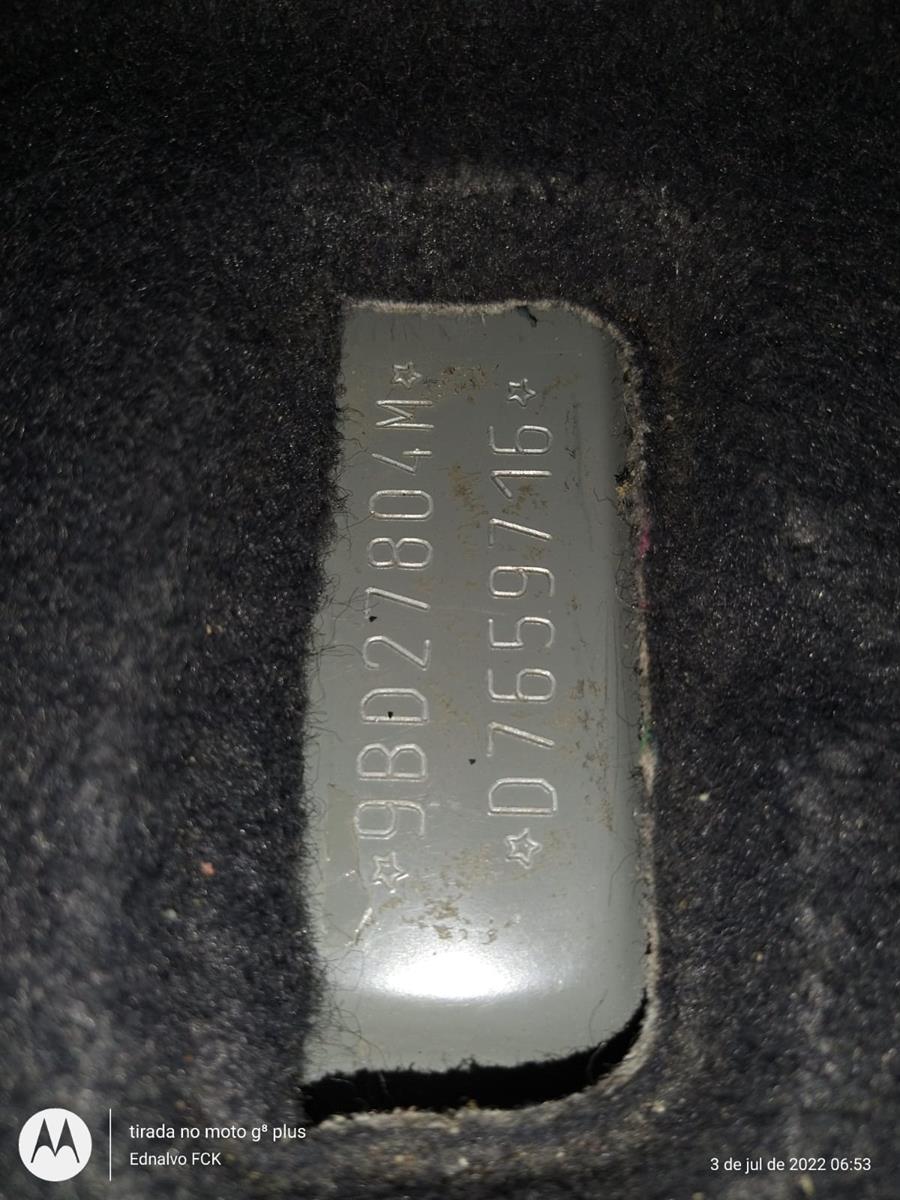 ☆9BD27804M☆
☆D7659716☆
tirada no moto g⁸ plus
Ednalvo FCK
3 de jul de 2022 06:53